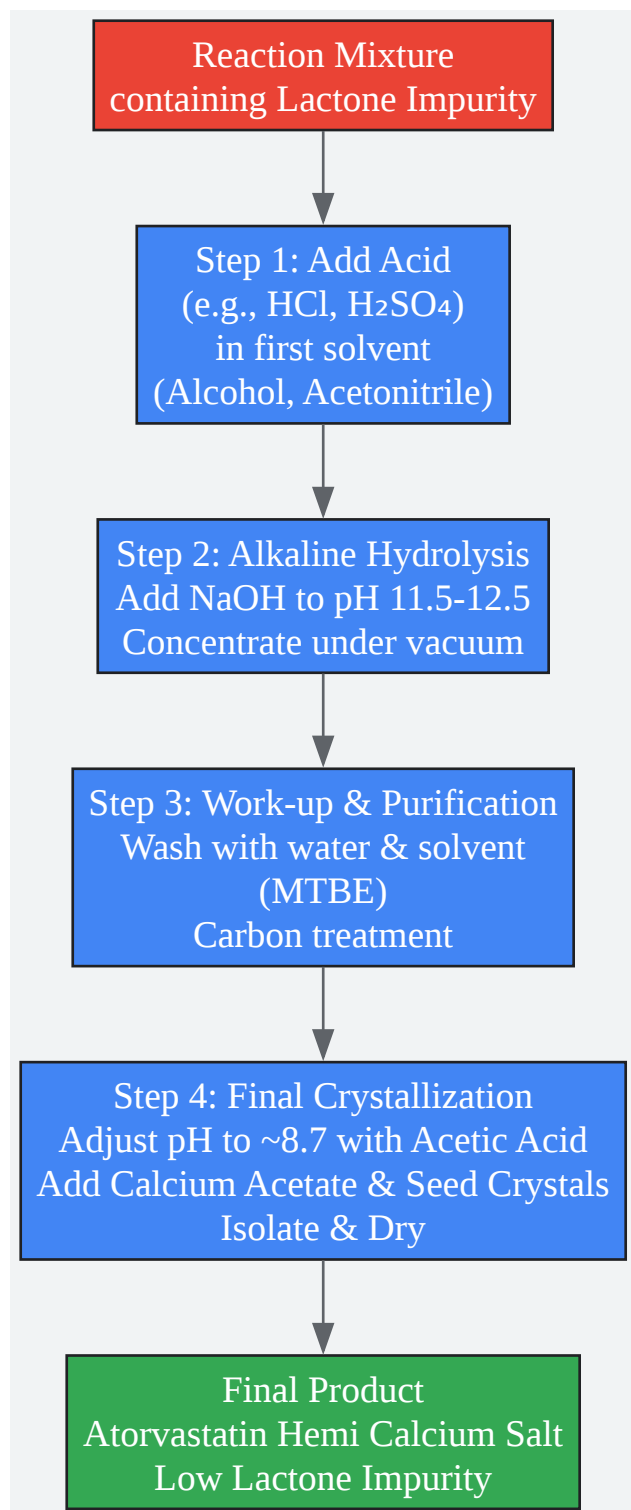 Reaction Mixture
containing Lactone Impurity
Step 1: Add Acid
(e.g., HCl, H₂SO₄)
in first solvent
(Alcohol, Acetonitrile)
Step 2: Alkaline Hydrolysis
Add NaOH to pH 11.5-12.5
Concentrate under vacuum
Step 3: Work-up & Purification
Wash with water & solvent
(MTBE)
Carbon treatment
Step 4: Final Crystallization
Adjust pH to ~8.7 with Acetic Acid
Add Calcium Acetate & Seed Crystals
Isolate & Dry
Final Product
Atorvastatin Hemi Calcium Salt
Low Lactone Impurity